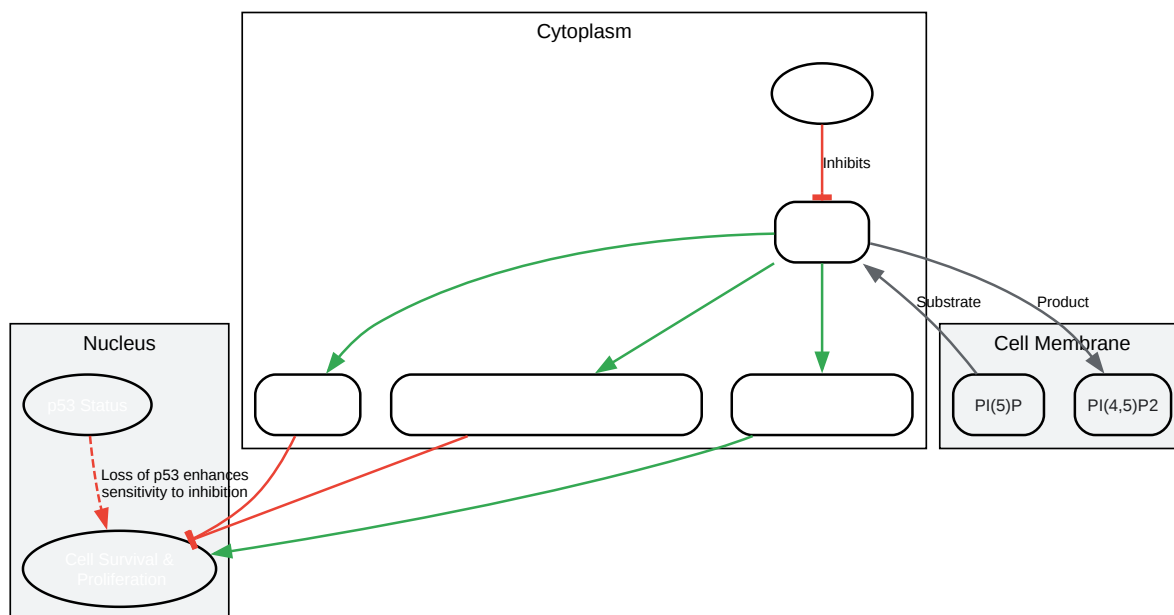 Cytoplasm
Inhibits
Substrate
Product
Nucleus
Cell Membrane
p53 Status
PI(5)P
PI(4,5)P2
Loss of p53 enhances
sensitivity to inhibition
Cell Survival &
Proliferation